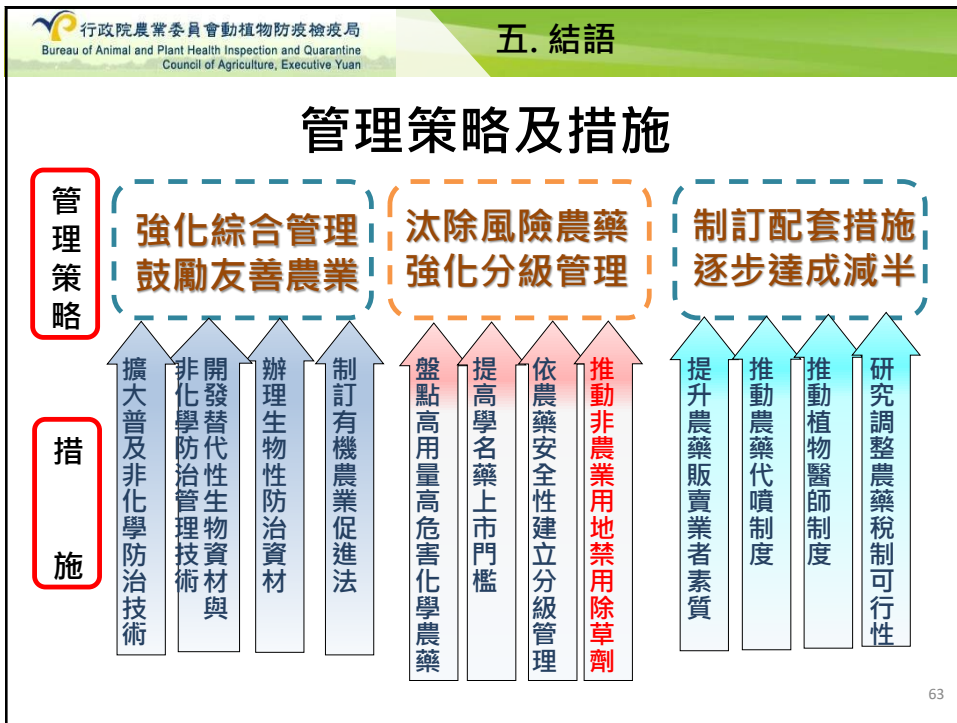 行政院農業委員會動植物防疫檢疫局
Bureau of Animal and Plant Health Inspection and Quarantine
Council of Agriculture, Executive Yuan
五. 結語
管理策略及措施
管理策略
強化綜合管理
鼓勵友善農業
汰除風險農藥
強化分級管理
制訂配套措施
逐步達成減半
措施
擴大普及非化學防治技術
開發替代性生物資材與
非化學防治管理技術
辦理生物性防治資材
制訂有機農業促進法
盤點高用量高危害化學農藥
提高學名藥上市門檻
依農藥安全性建立分級管理
推動非農業用地禁用除草劑
提升農藥販賣業者素質
推動農藥代噴制度
推動植物醫師制度
研究調整農藥稅制可行性
63